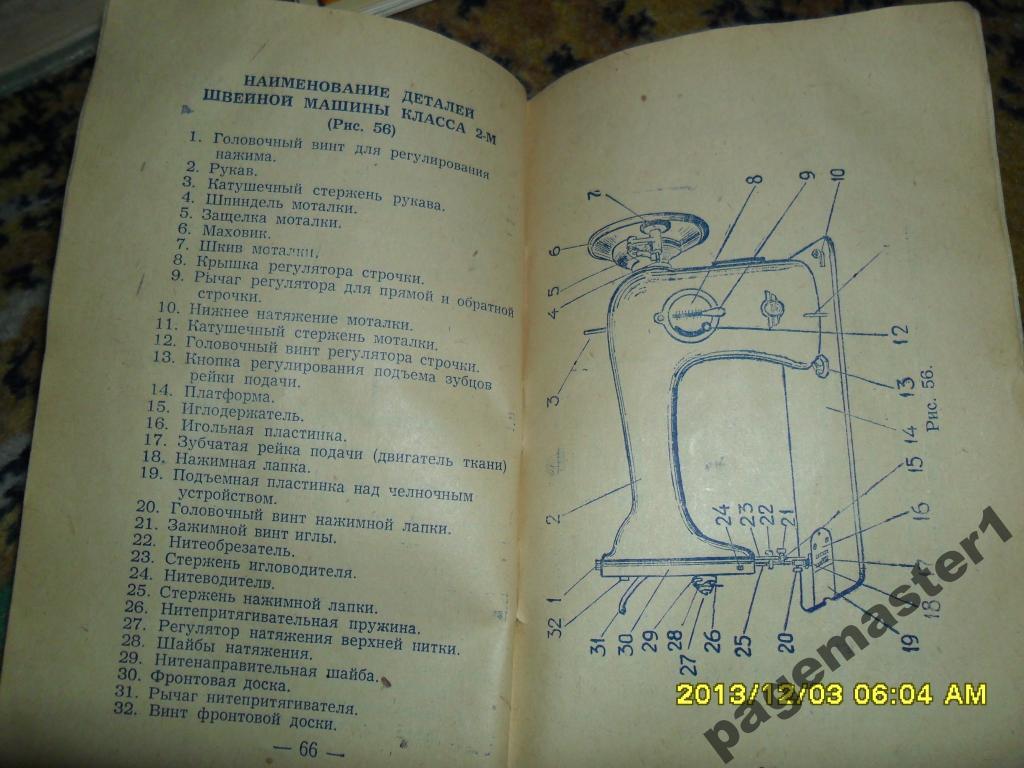 НАИМЕНОВАНИЕ ДЕТАЛЕЙ
ШВЕЙНОЙ МАШИНЫ КЛАССА 2-М
(Рис. 56)
1. Головочный винт для регулирования
нажима.
2. Рукав.
3. Катушечный стержень рукава.
4. Шпиндель моталки.
5. Защелка моталки.
6. Маховик.
7. Шкив моталки.
8. Крышка регулятора строчки.
9. Рычаг регулятора для прямой и обратной
строчки.
10. Нижнее натяжение моталки.
11. Катушечный стержень моталки.
12. Головочный винт регулятора строчки.
13. Кнопка регулирования подъема зубцов
рейки подачи.
14. Платформа.
15. Иглодержатель.
16. Игольная пластинка.
17. Зубчатая рейка подачи (двигатель ткани)
18. Нажимная лапка.
19. Подъемная пластинка над челночным
устройством.
20. Головочный винт нажимной лапки.
21. Зажимной винт иглы.
22. Нитеобрезатель.
23. Стержень игловодителя.
24. Нитеводителв.
25. Стержень нажимной лапки.
26. Нитепритягивательная пружина.
27. Регулятор натяжения верхней нитки.
28. Шайбы натяжения.
29. Нитенаправительная шайба.
30. Фронтовая доска.
31. Рычаг нитепритягивателя.
32. Винт фронтовой доски.
— 66 —
7 8 9 10
6
5
4
3
12
13
14
15
16
2
24
23
22
21
1
32
31
30
29
28
27
26
25
20
19
18
Рис. 56.
2013/12/03 06:04 AM
pagemaster1